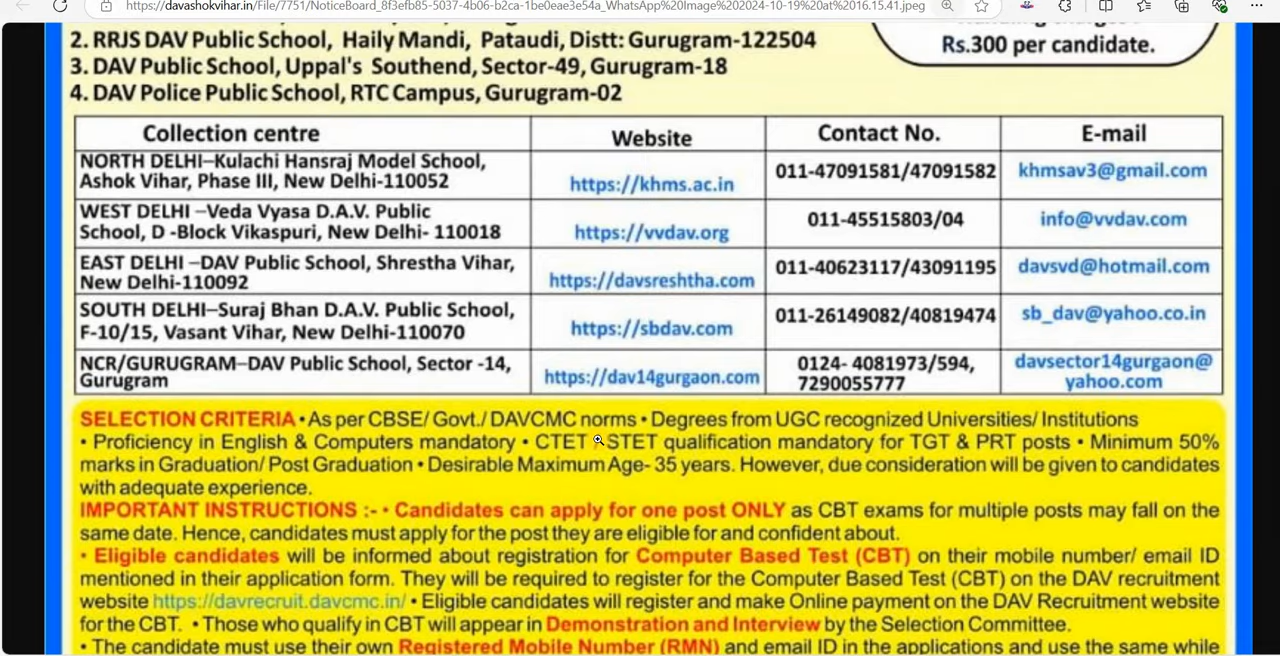 https://davashokvihar.in/File/7751/NoticeBoard_8f3efb85-5037-4b06-b2ca-1be0eae3e54a_WhatsApp%20Image%202024-10-19%20at%2016.15.41.jpeg
Rs.300 per candidate.
2. RRJS DAV Public School, Haily Mandi, Pataudi, Distt: Gurugram-122504
3. DAV Public School, Uppal's Southend, Sector-49, Gurugram-18
4. DAV Police Public School, RTC Campus, Gurugram-02
Collection centre Website Contact No. E-mail
NORTH DELHI–Kulachi Hansraj Model School,
Ashok Vihar, Phase III, New Delhi-110052
https://khms.ac.in
011-47091581/47091582
khmsav3@gmail.com
WEST DELHI –Veda Vyasa D.A.V. Public
School, D -Block Vikaspuri, New Delhi- 110018
https://vvdav.org
011-45515803/04
info@vvdav.com
EAST DELHI –DAV Public School, Shrestha Vihar,
New Delhi-110092
https://davsreshtha.com
011-40623117/43091195
davsvd@hotmail.com
SOUTH DELHI–Suraj Bhan D.A.V. Public School,
F-10/15, Vasant Vihar, New Delhi-110070
https://sbdav.com
011-26149082/40819474
sb_dav@yahoo.co.in
NCR/GURUGRAM–DAV Public School, Sector -14,
Gurugram
https://dav14gurgaon.com
0124- 4081973/594,
7290055777
davsector14gurgaon@
yahoo.com
SELECTION CRITERIA • As per CBSE/ Govt./ DAVCMC norms • Degrees from UGC recognized Universities/ Institutions
• Proficiency in English & Computers mandatory • CTET STET qualification mandatory for TGT & PRT posts • Minimum 50%
marks in Graduation/ Post Graduation • Desirable Maximum Age- 35 years. However, due consideration will be given to candidates
with adequate experience.
IMPORTANT INSTRUCTIONS :- • Candidates can apply for one post ONLY as CBT exams for multiple posts may fall on the
same date. Hence, candidates must apply for the post they are eligible for and confident about.
• Eligible candidates will be informed about registration for Computer Based Test (CBT) on their mobile number/ email ID
mentioned in their application form. They will be required to register for the Computer Based Test (CBT) on the DAV recruitment
website https://davrecruit.davcmc.in/ • Eligible candidates will register and make Online payment on the DAV Recruitment website
for the CBT. • Those who qualify in CBT will appear in Demonstration and Interview by the Selection Committee.
• The candidate must use their own Registered Mobile Number (RMN) and email ID in the applications and use the same while